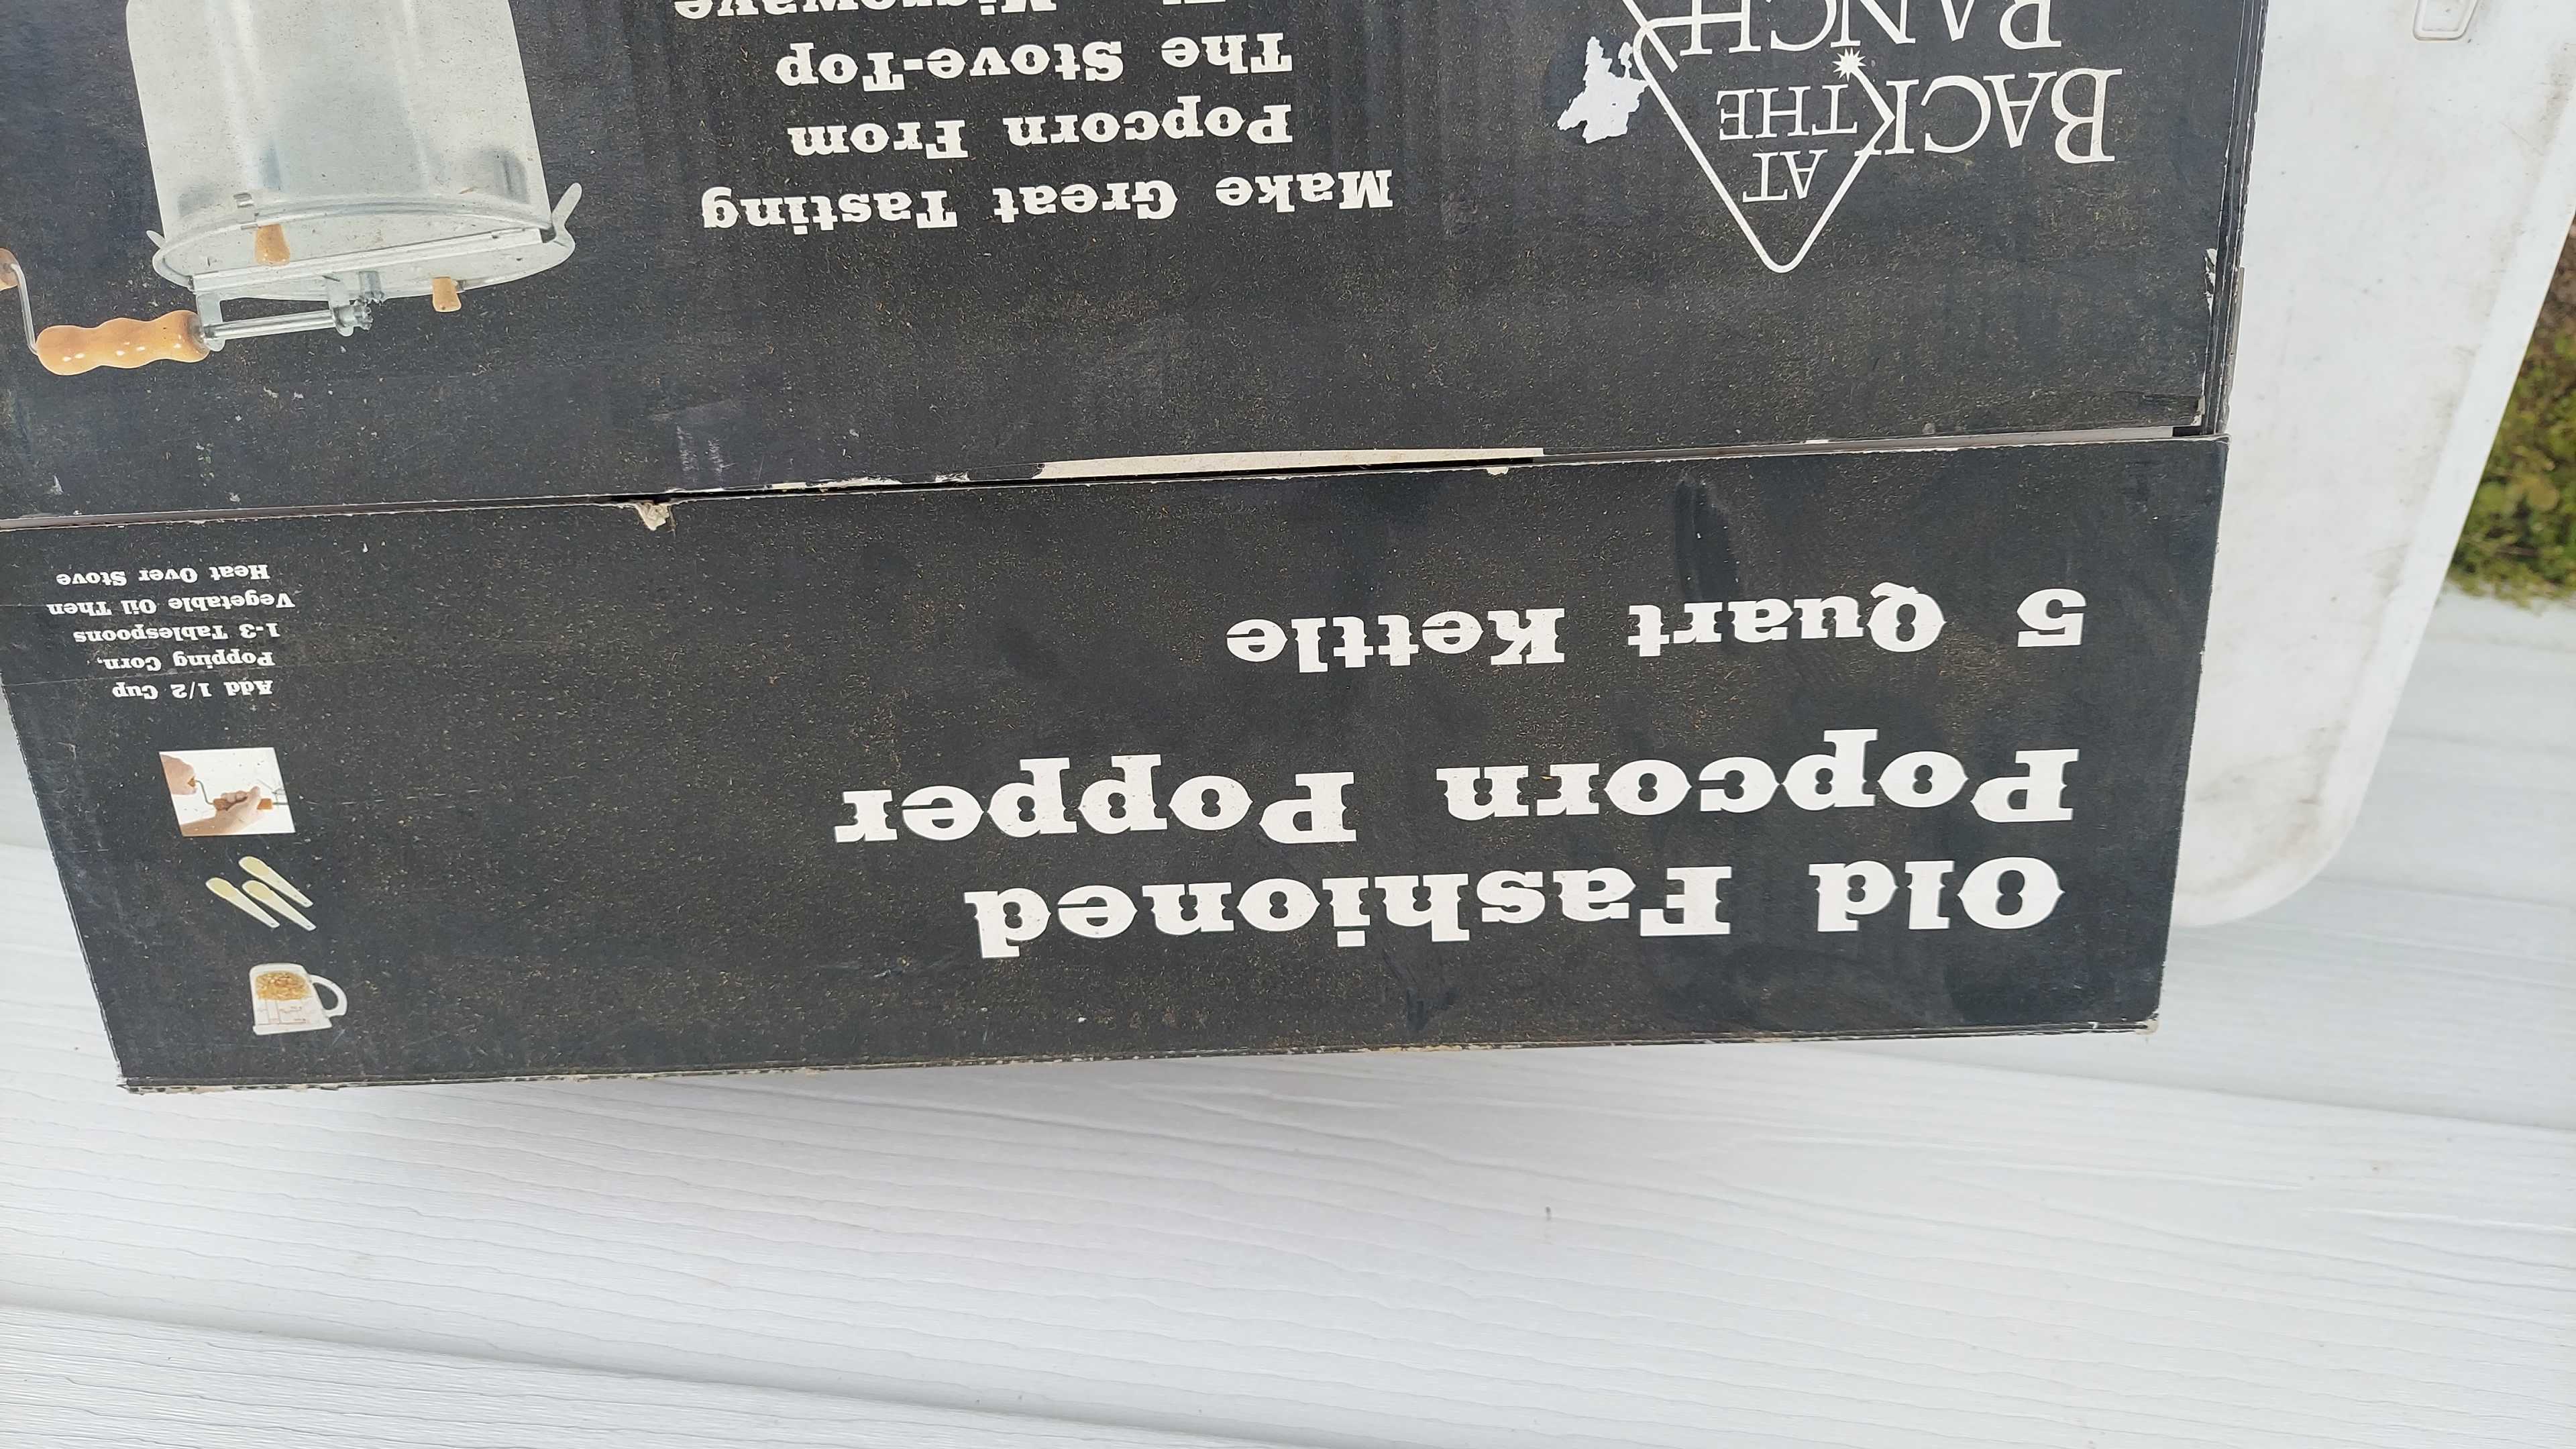 Old Fashioned
Popcorn Popper
5 Quart Kettle
Add 1/2 Cup
Popping Corn,
1-3 Tablespoons
Vegetable Oil Then
Heat Over Stove
AT
BACK THE
RANCH
Make Great Tasting
Popcorn From
The Stove-Top
Microwave